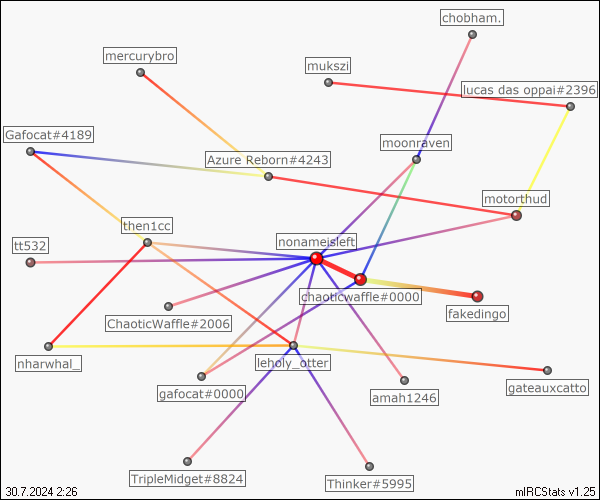 chobham.
mercurybro
mukszi
lucas das oppai#2396
Gafocat#4189
moonraven
Azure Reborn#4243
motorthud
then1cc
tt532
nonameisleft
chaoticwaffle#0000
ChaoticWaffle#2006
fakedingo
nharwhal_
leholy_otter
gafocat#0000
amah1246
gateauxcatto
TripleMidget#8824
Thinker#5995
30.7.2024 2:26
mIRCStats v1.25